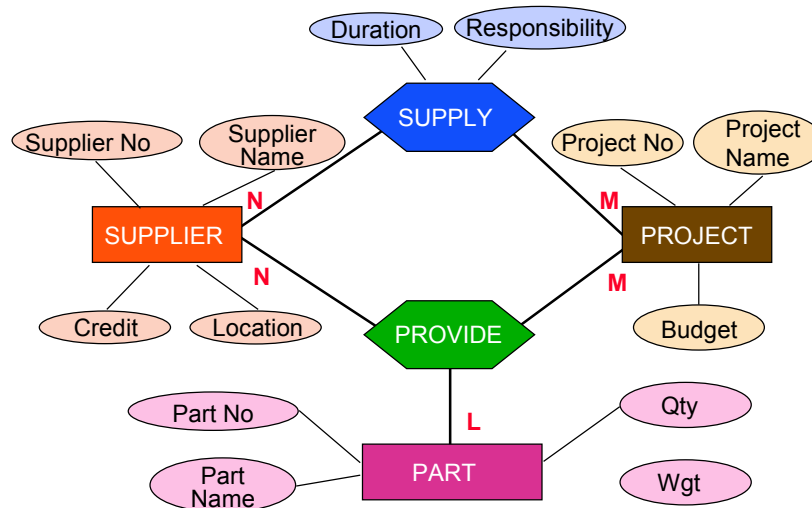 Duration
Responsibility
SUPPLY
Supplier No
Supplier
Name
Project No
Project
Name
N
M
SUPPLIER
PROJECT
N
M
Credit
Location
PROVIDE
Budget
Part No
L
Qty
Part
Name
PART
Wgt